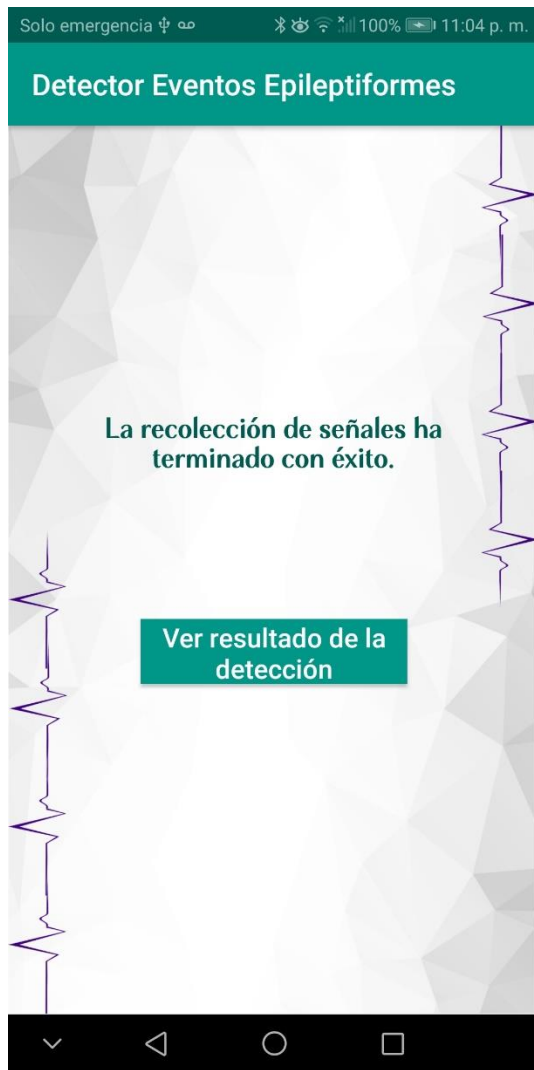 Solo emergencia 100% 11:04 p. m.
Detector Eventos Epileptiformes
La recolección de señales ha
terminado con éxito.
Ver resultado de la
detección